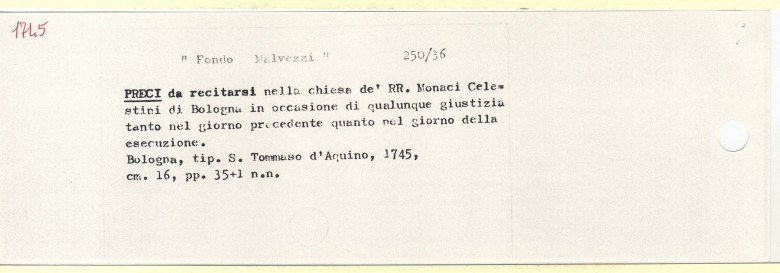 1745
" Fondo Malvezzi " 250/36
PRECI da recitarsi nella chiesa de' RR. Monaci Cele=
stini di Bologna in occasione di qualunque giustizia
tanto nel giorno precedente quanto nel giorno della
esecuzione.
Bologna, tip. S. Tommaso d'Aquino, 1745,
cm. 16, pp. 35+1 n.n.